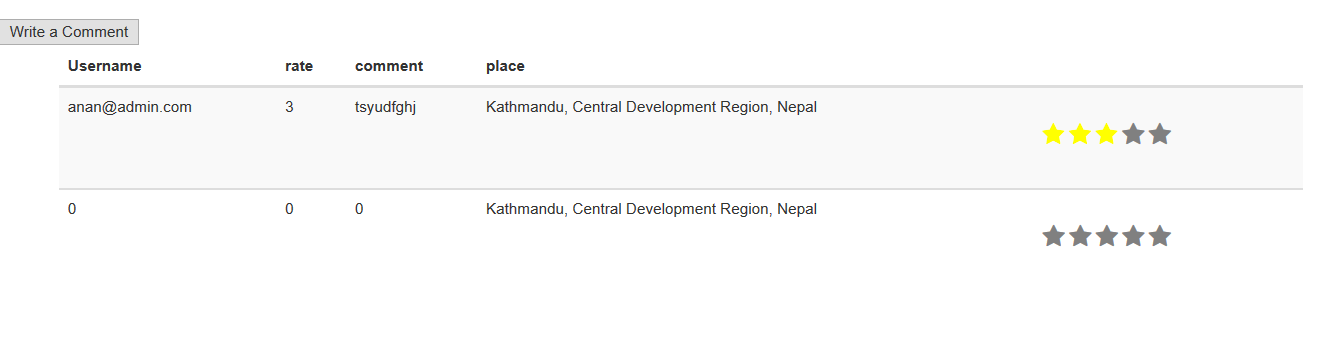 Write a Comment
Username rate comment place
anan@admin.com 3 tsyudfghj Kathmandu, Central Development Region, Nepal
0 0 0 Kathmandu, Central Development Region, Nepal